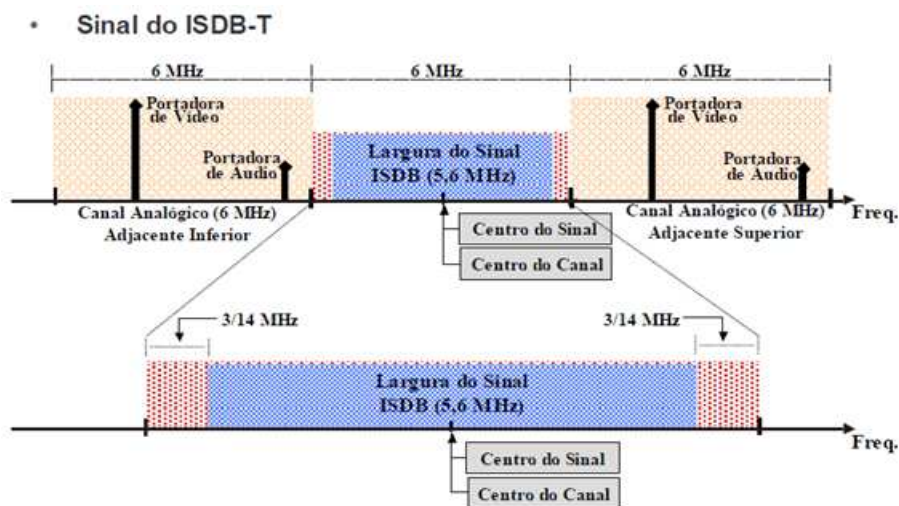 • Sinal do ISDB-T
6 MHz 6 MHz 6 MHz
Portadora
de Vídeo
Portadora
de Áudio
Largura do Sinal
ISDB (5,6 MHz)
Portadora
de Vídeo
Portadora
de Áudio
Canal Analógico (6 MHz)
Adjacente Inferior
Canal Analógico (6 MHz)
Adjacente Superior
Freq.
Centro do Sinal
Centro do Canal
3/14 MHz 3/14 MHz
Largura do Sinal
ISDB (5,6 MHz)
Freq.
Centro do Sinal
Centro do Canal